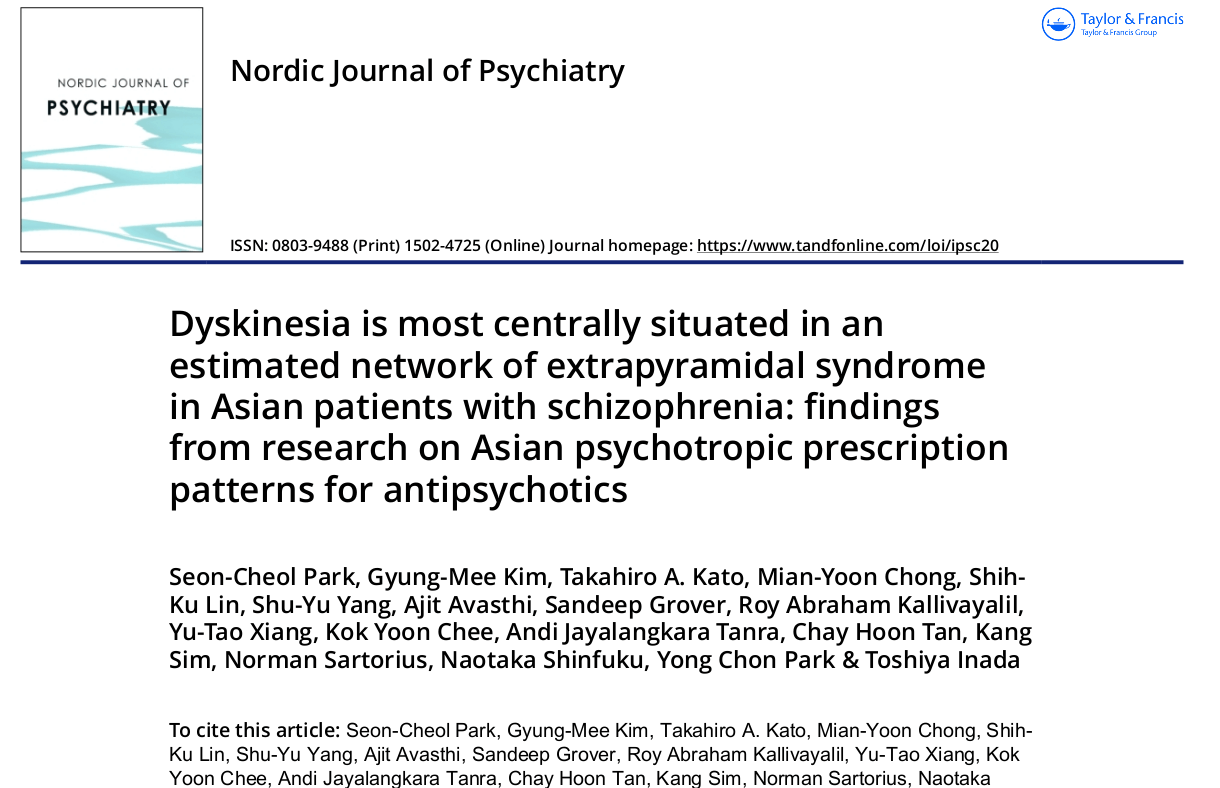 NORDIC JOURNAL OF
PSYCHIATRY
Taylor & Francis
Taylor & Francis Group
Nordic Journal of Psychiatry
ISSN: 0803-9488 (Print) 1502-4725 (Online) Journal homepage: https://www.tandfonline.com/loi/ipsc20
Dyskinesia is most centrally situated in an
estimated network of extrapyramidal syndrome
in Asian patients with schizophrenia: findings
from research on Asian psychotropic prescription
patterns for antipsychotics
Seon-Cheol Park, Gyung-Mee Kim, Takahiro A. Kato, Mian-Yoon Chong, Shih-
Ku Lin, Shu-Yu Yang, Ajit Avasthi, Sandeep Grover, Roy Abraham Kallivayalil,
Yu-Tao Xiang, Kok Yoon Chee, Andi Jayalangkara Tanra, Chay Hoon Tan, Kang
Sim, Norman Sartorius, Naotaka Shinfuku, Yong Chon Park & Toshiya Inada
To cite this article: Seon-Cheol Park, Gyung-Mee Kim, Takahiro A. Kato, Mian-Yoon Chong, Shih-
Ku Lin, Shu-Yu Yang, Ajit Avasthi, Sandeep Grover, Roy Abraham Kallivayalil, Yu-Tao Xiang, Kok
Yoon Chee, Andi Jayalangkara Tanra, Chay Hoon Tan, Kang Sim, Norman Sartorius, Naotaka